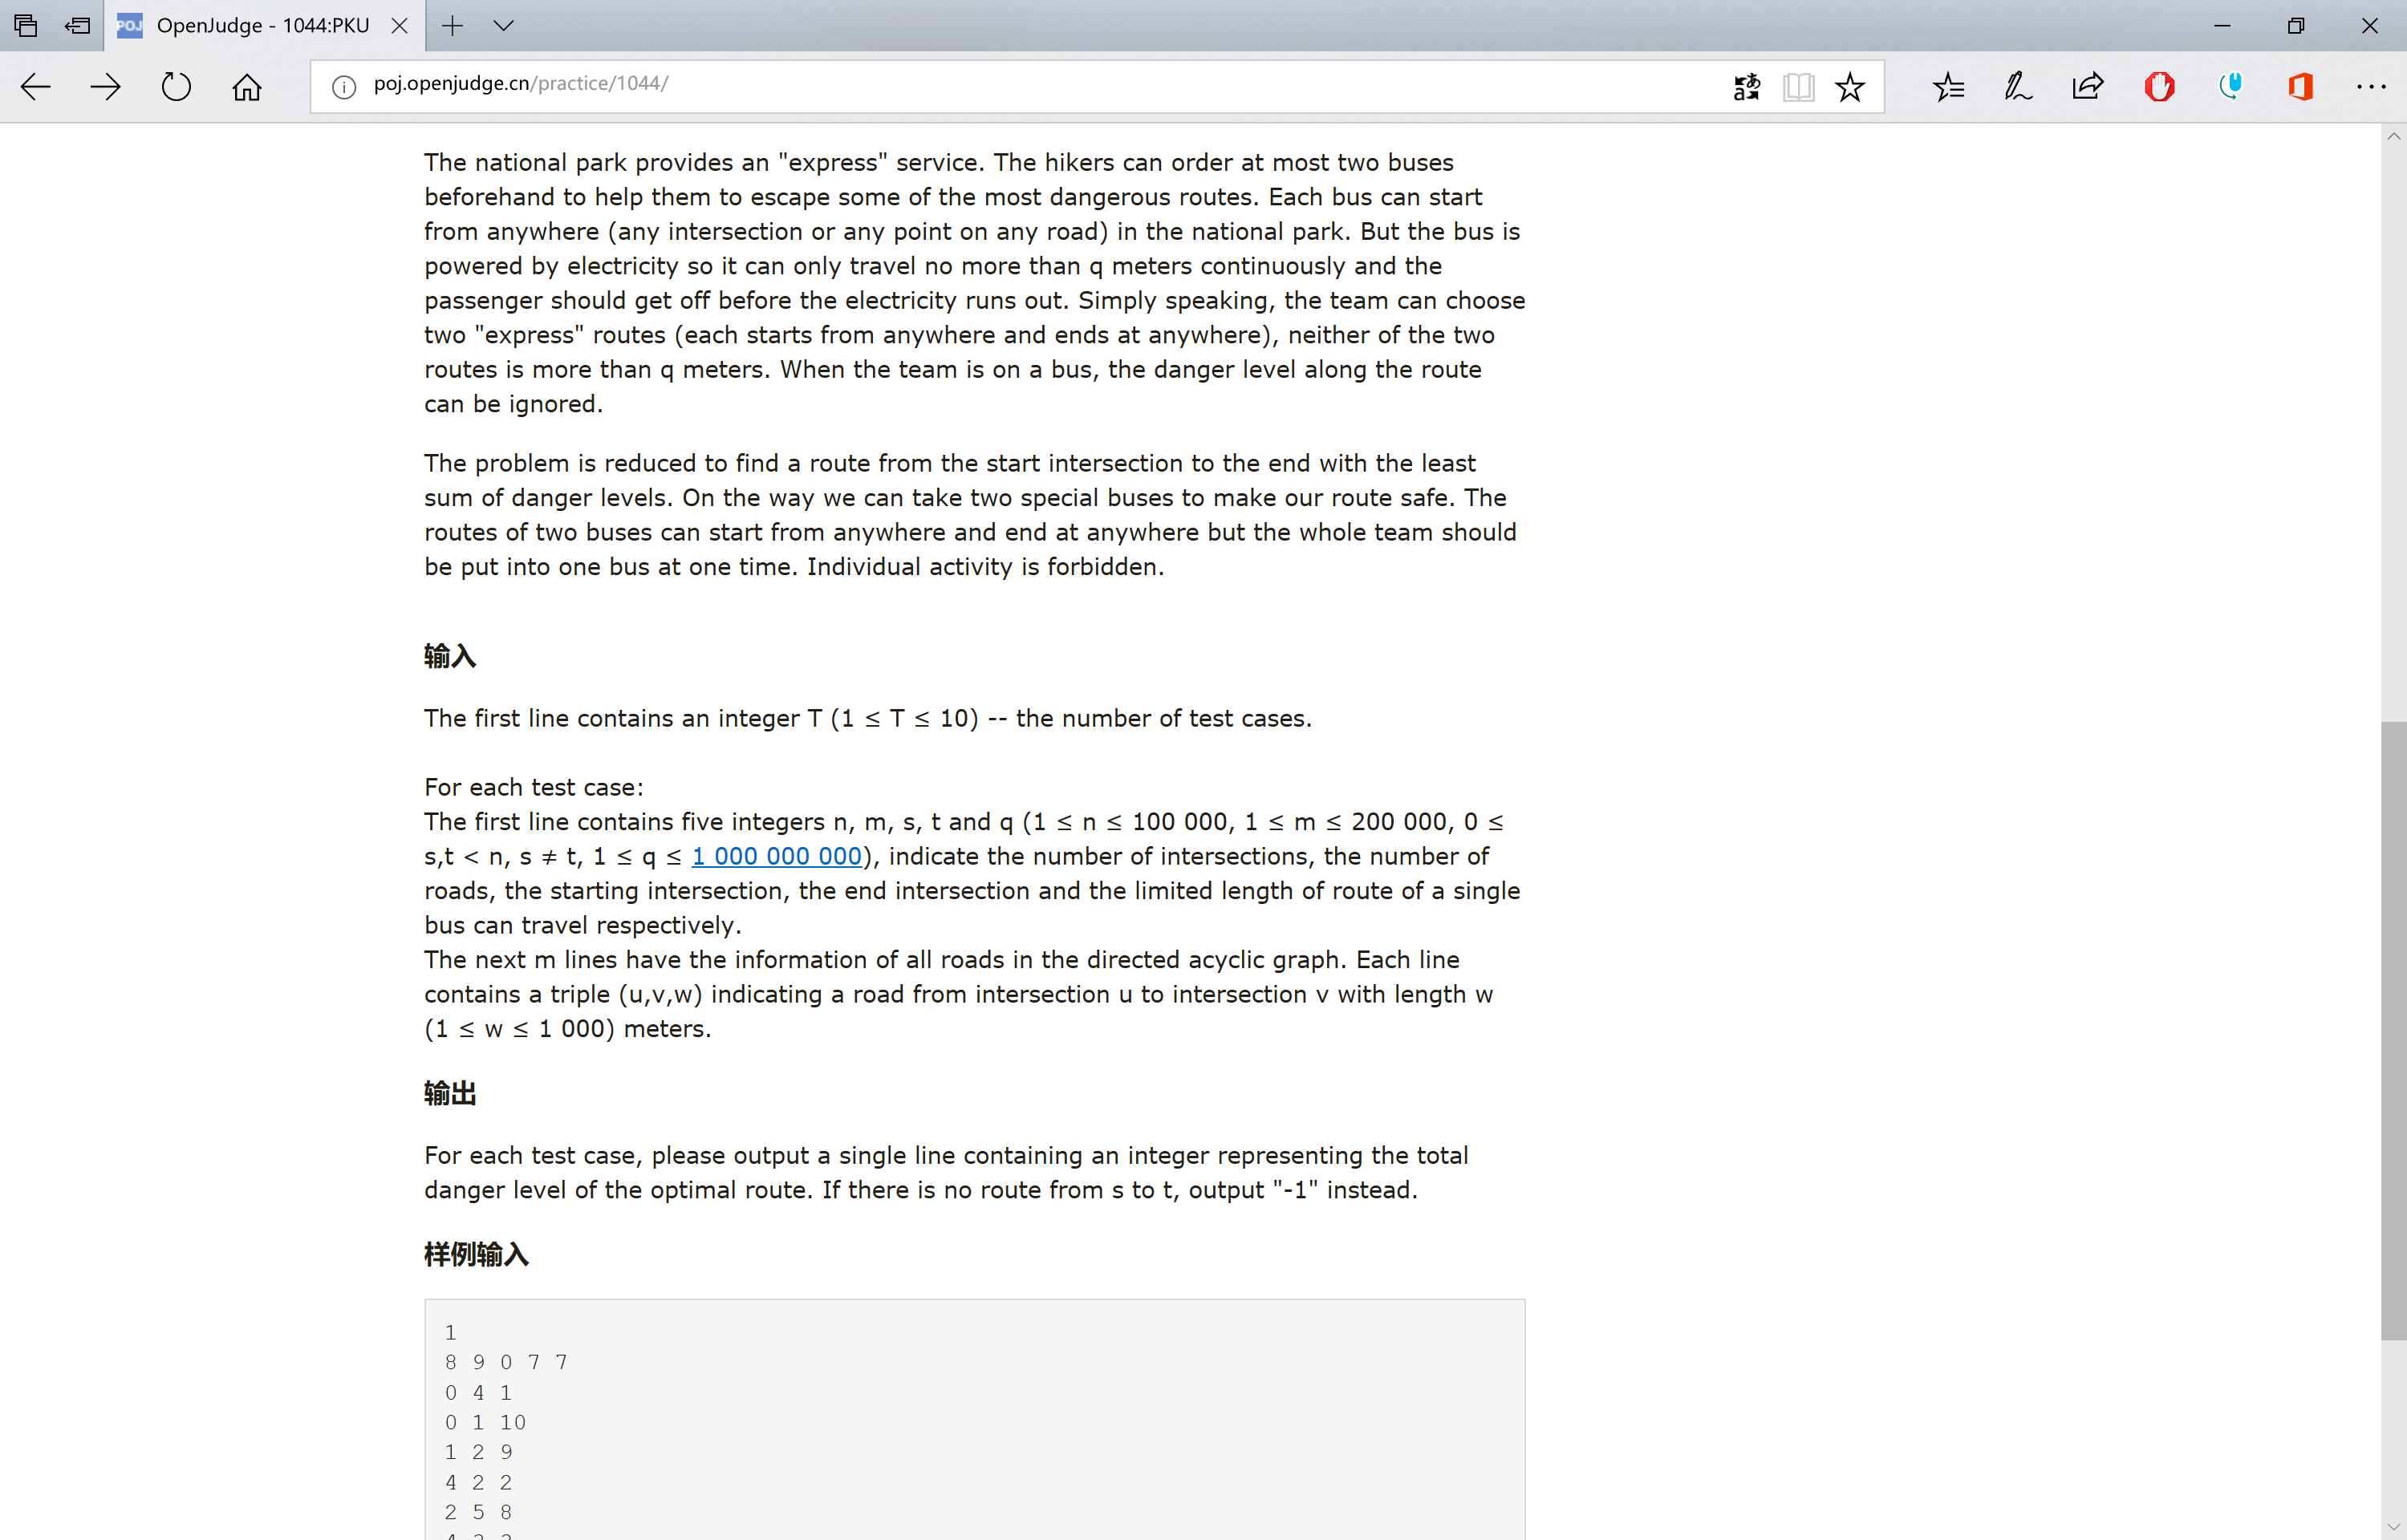 POJ OpenJudge - 1044:PKU
poj.openjudge.cn/practice/1044/
The national park provides an "express" service. The hikers can order at most two buses
beforehand to help them to escape some of the most dangerous routes. Each bus can start
from anywhere (any intersection or any point on any road) in the national park. But the bus is
powered by electricity so it can only travel no more than q meters continuously and the
passenger should get off before the electricity runs out. Simply speaking, the team can choose
two "express" routes (each starts from anywhere and ends at anywhere), neither of the two
routes is more than q meters. When the team is on a bus, the danger level along the route
can be ignored.
The problem is reduced to find a route from the start intersection to the end with the least
sum of danger levels. On the way we can take two special buses to make our route safe. The
routes of two buses can start from anywhere and end at anywhere but the whole team should
be put into one bus at one time. Individual activity is forbidden.
输入
The first line contains an integer T (1 ≤ T ≤ 10) -- the number of test cases.
For each test case:
The first line contains five integers n, m, s, t and q (1 ≤ n ≤ 100 000, 1 ≤ m ≤ 200 000, 0 ≤
s,t < n, s ≠ t, 1 ≤ q ≤ 1 000 000 000), indicate the number of intersections, the number of
roads, the starting intersection, the end intersection and the limited length of route of a single
bus can travel respectively.
The next m lines have the information of all roads in the directed acyclic graph. Each line
contains a triple (u,v,w) indicating a road from intersection u to intersection v with length w
(1 ≤ w ≤ 1 000) meters.
输出
For each test case, please output a single line containing an integer representing the total
danger level of the optimal route. If there is no route from s to t, output "-1" instead.
样例输入
1
8 9 0 7 7
0 4 1
0 1 10
1 2 9
4 2 2
2 5 8